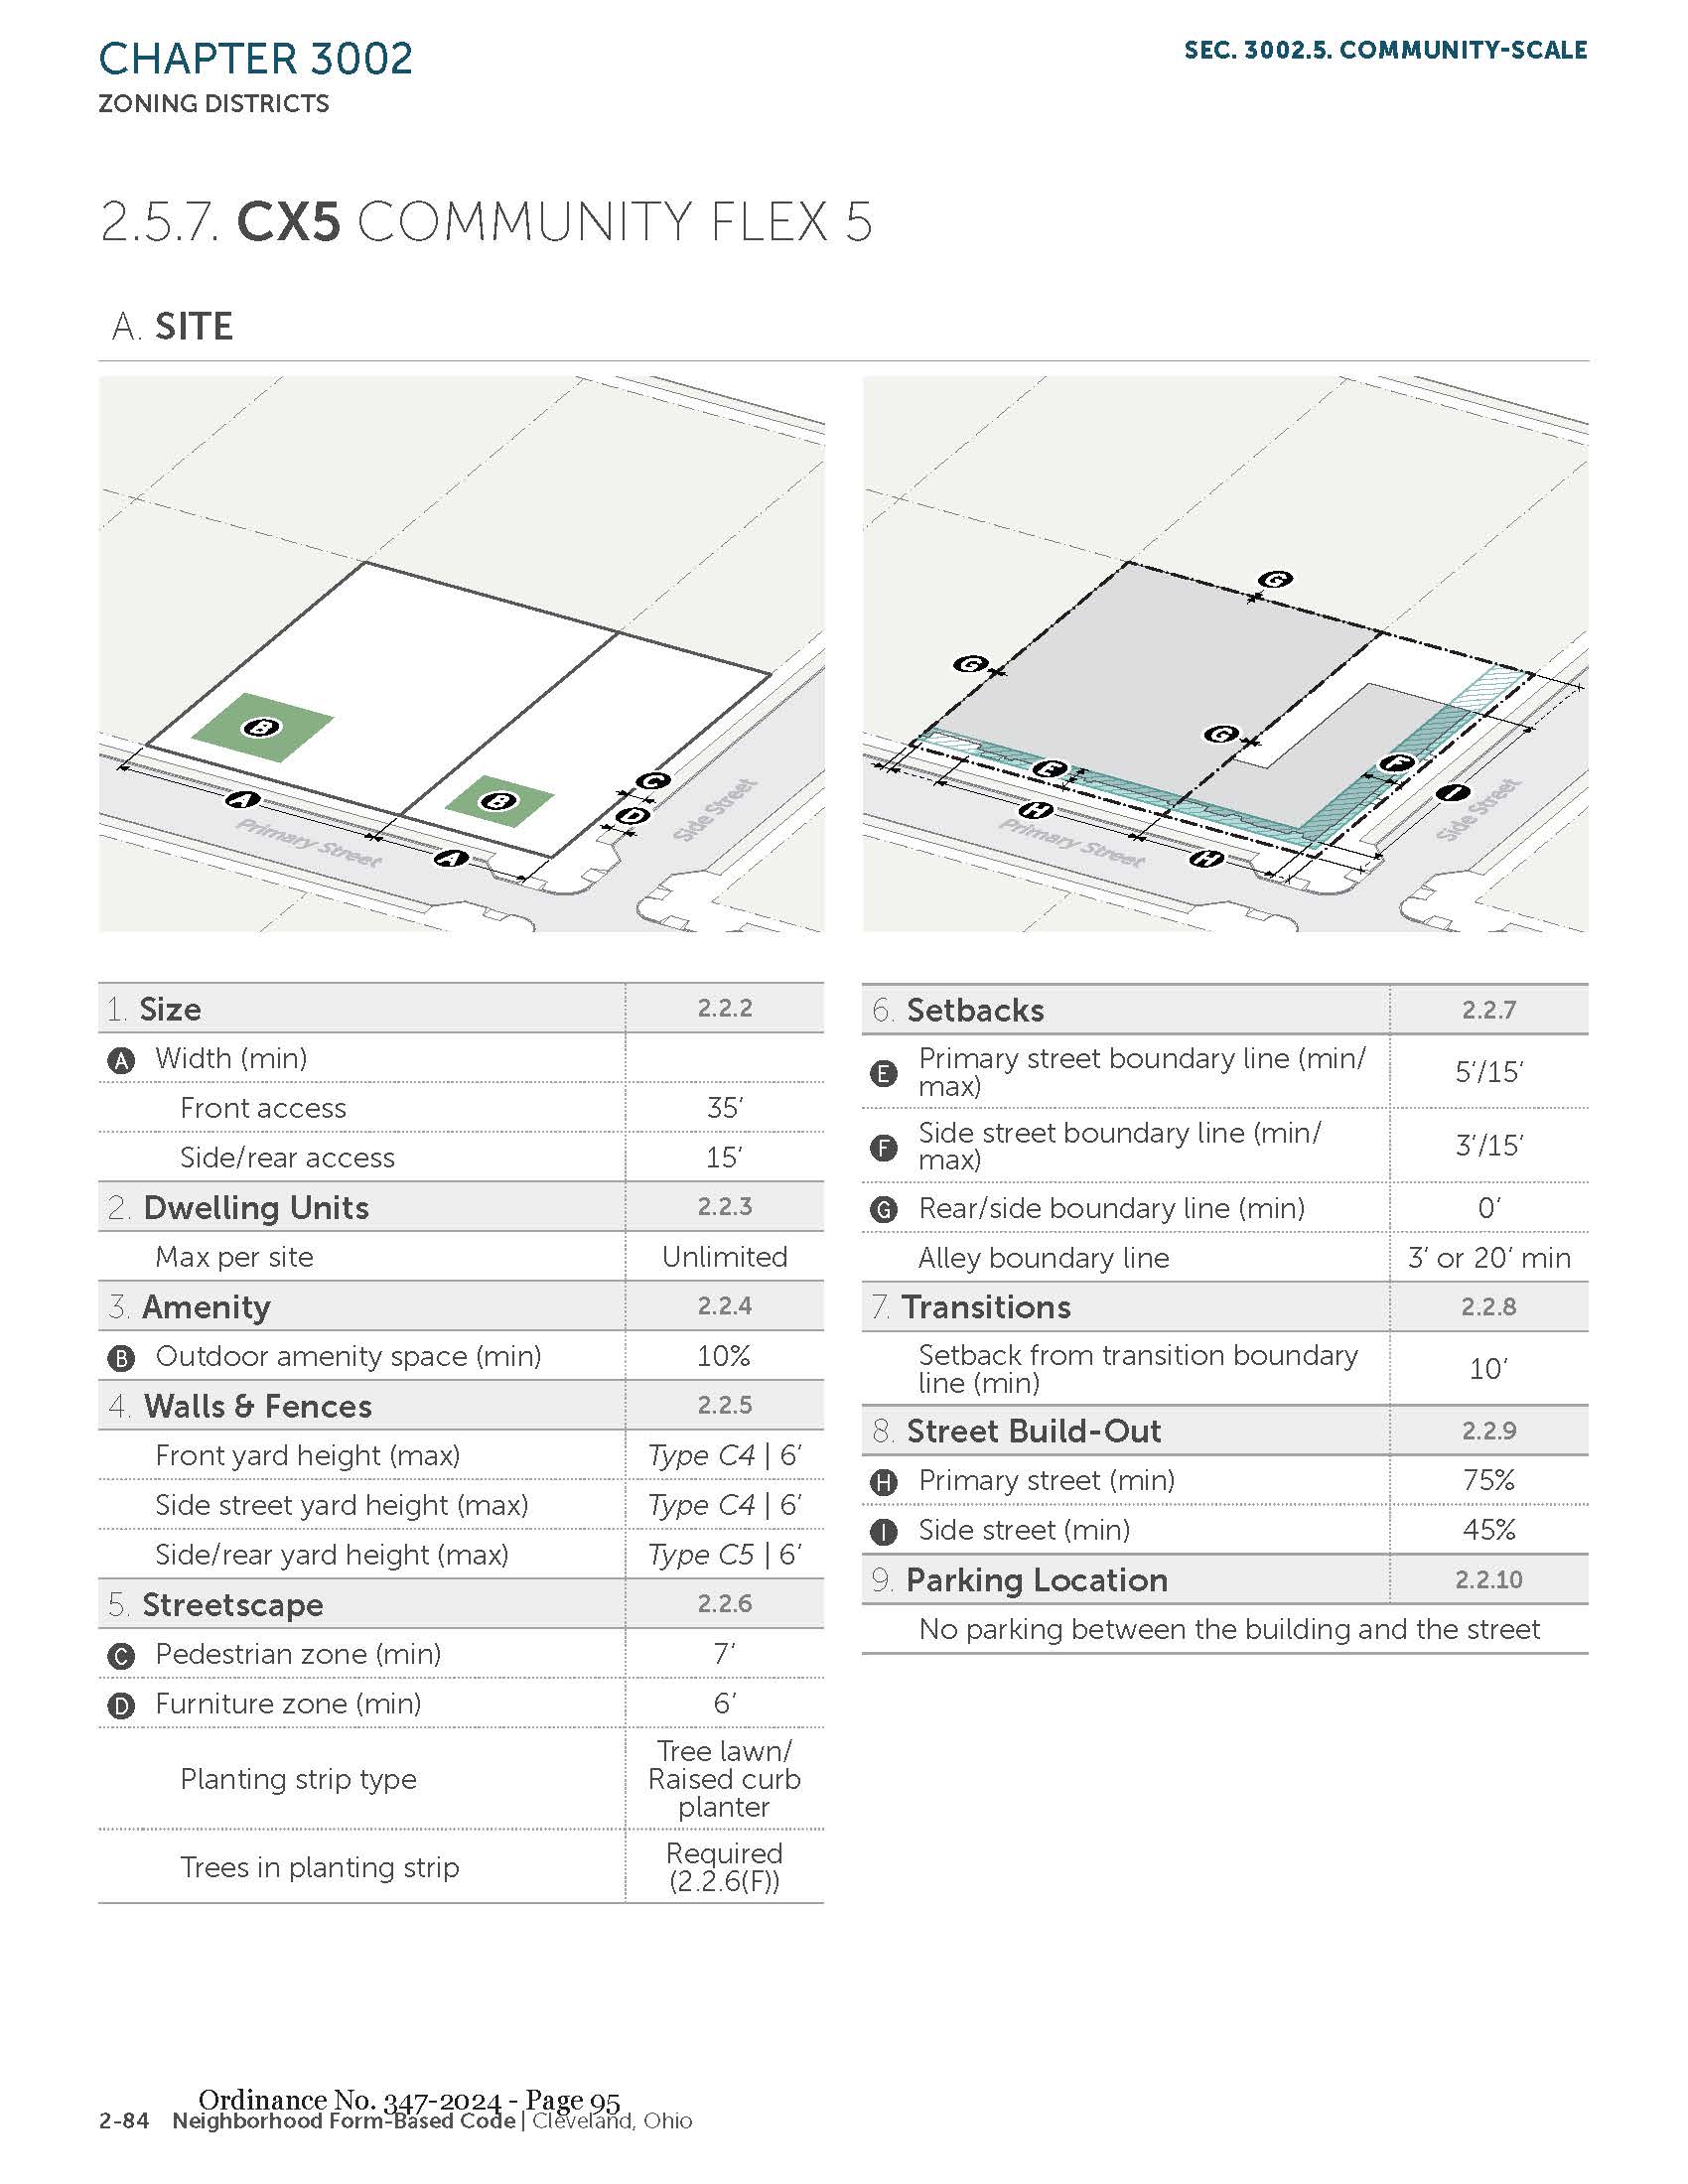 CHAPTER 3002
ZONING DISTRICTS
SEC. 3002.5. COMMUNITY-SCALE
2.5.7. CX5 COMMUNITY FLEX 5
A. SITE
B
B
A
A
C
D
Primary Street
Side Street
G
G
G
E
F
H
H
I
Primary Street
Side Street
1. Size 2.2.2
A Width (min)
Front access 35′
Side/rear access 15′
2. Dwelling Units 2.2.3
Max per site Unlimited
3. Amenity 2.2.4
B Outdoor amenity space (min) 10%
4. Walls & Fences 2.2.5
Front yard height (max) Type C4 | 6′
Side street yard height (max) Type C4 | 6′
Side/rear yard height (max) Type C5 | 6′
5. Streetscape 2.2.6
C Pedestrian zone (min) 7′
D Furniture zone (min) 6′
Planting strip type Tree lawn/
Raised curb
planter
Trees in planting strip Required
(2.2.6(F))
6. Setbacks 2.2.7
E Primary street boundary line (min/
max) 5′/15′
F Side street boundary line (min/
max) 3′/15′
G Rear/side boundary line (min) 0′
Alley boundary line 3′ or 20′ min
7. Transitions 2.2.8
Setback from transition boundary
line (min) 10′
8. Street Build-Out 2.2.9
H Primary street (min) 75%
I Side street (min) 45%
9. Parking Location 2.2.10
No parking between the building and the street
Ordinance No. 347-2024 - Page 95
2-84 Neighborhood Form-Based Code | Cleveland, Ohio